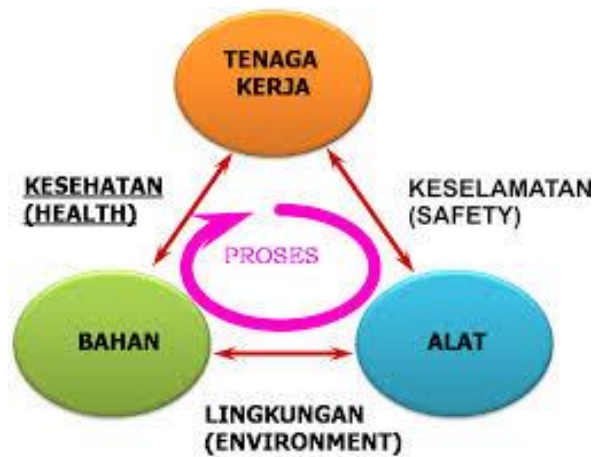 TENAGA
KERJA
KESEHATAN
(HEALTH)
KESELAMATAN
(SAFETY)
PROSES
BAHAN
ALAT
LINGKUNGAN
(ENVIRONMENT)